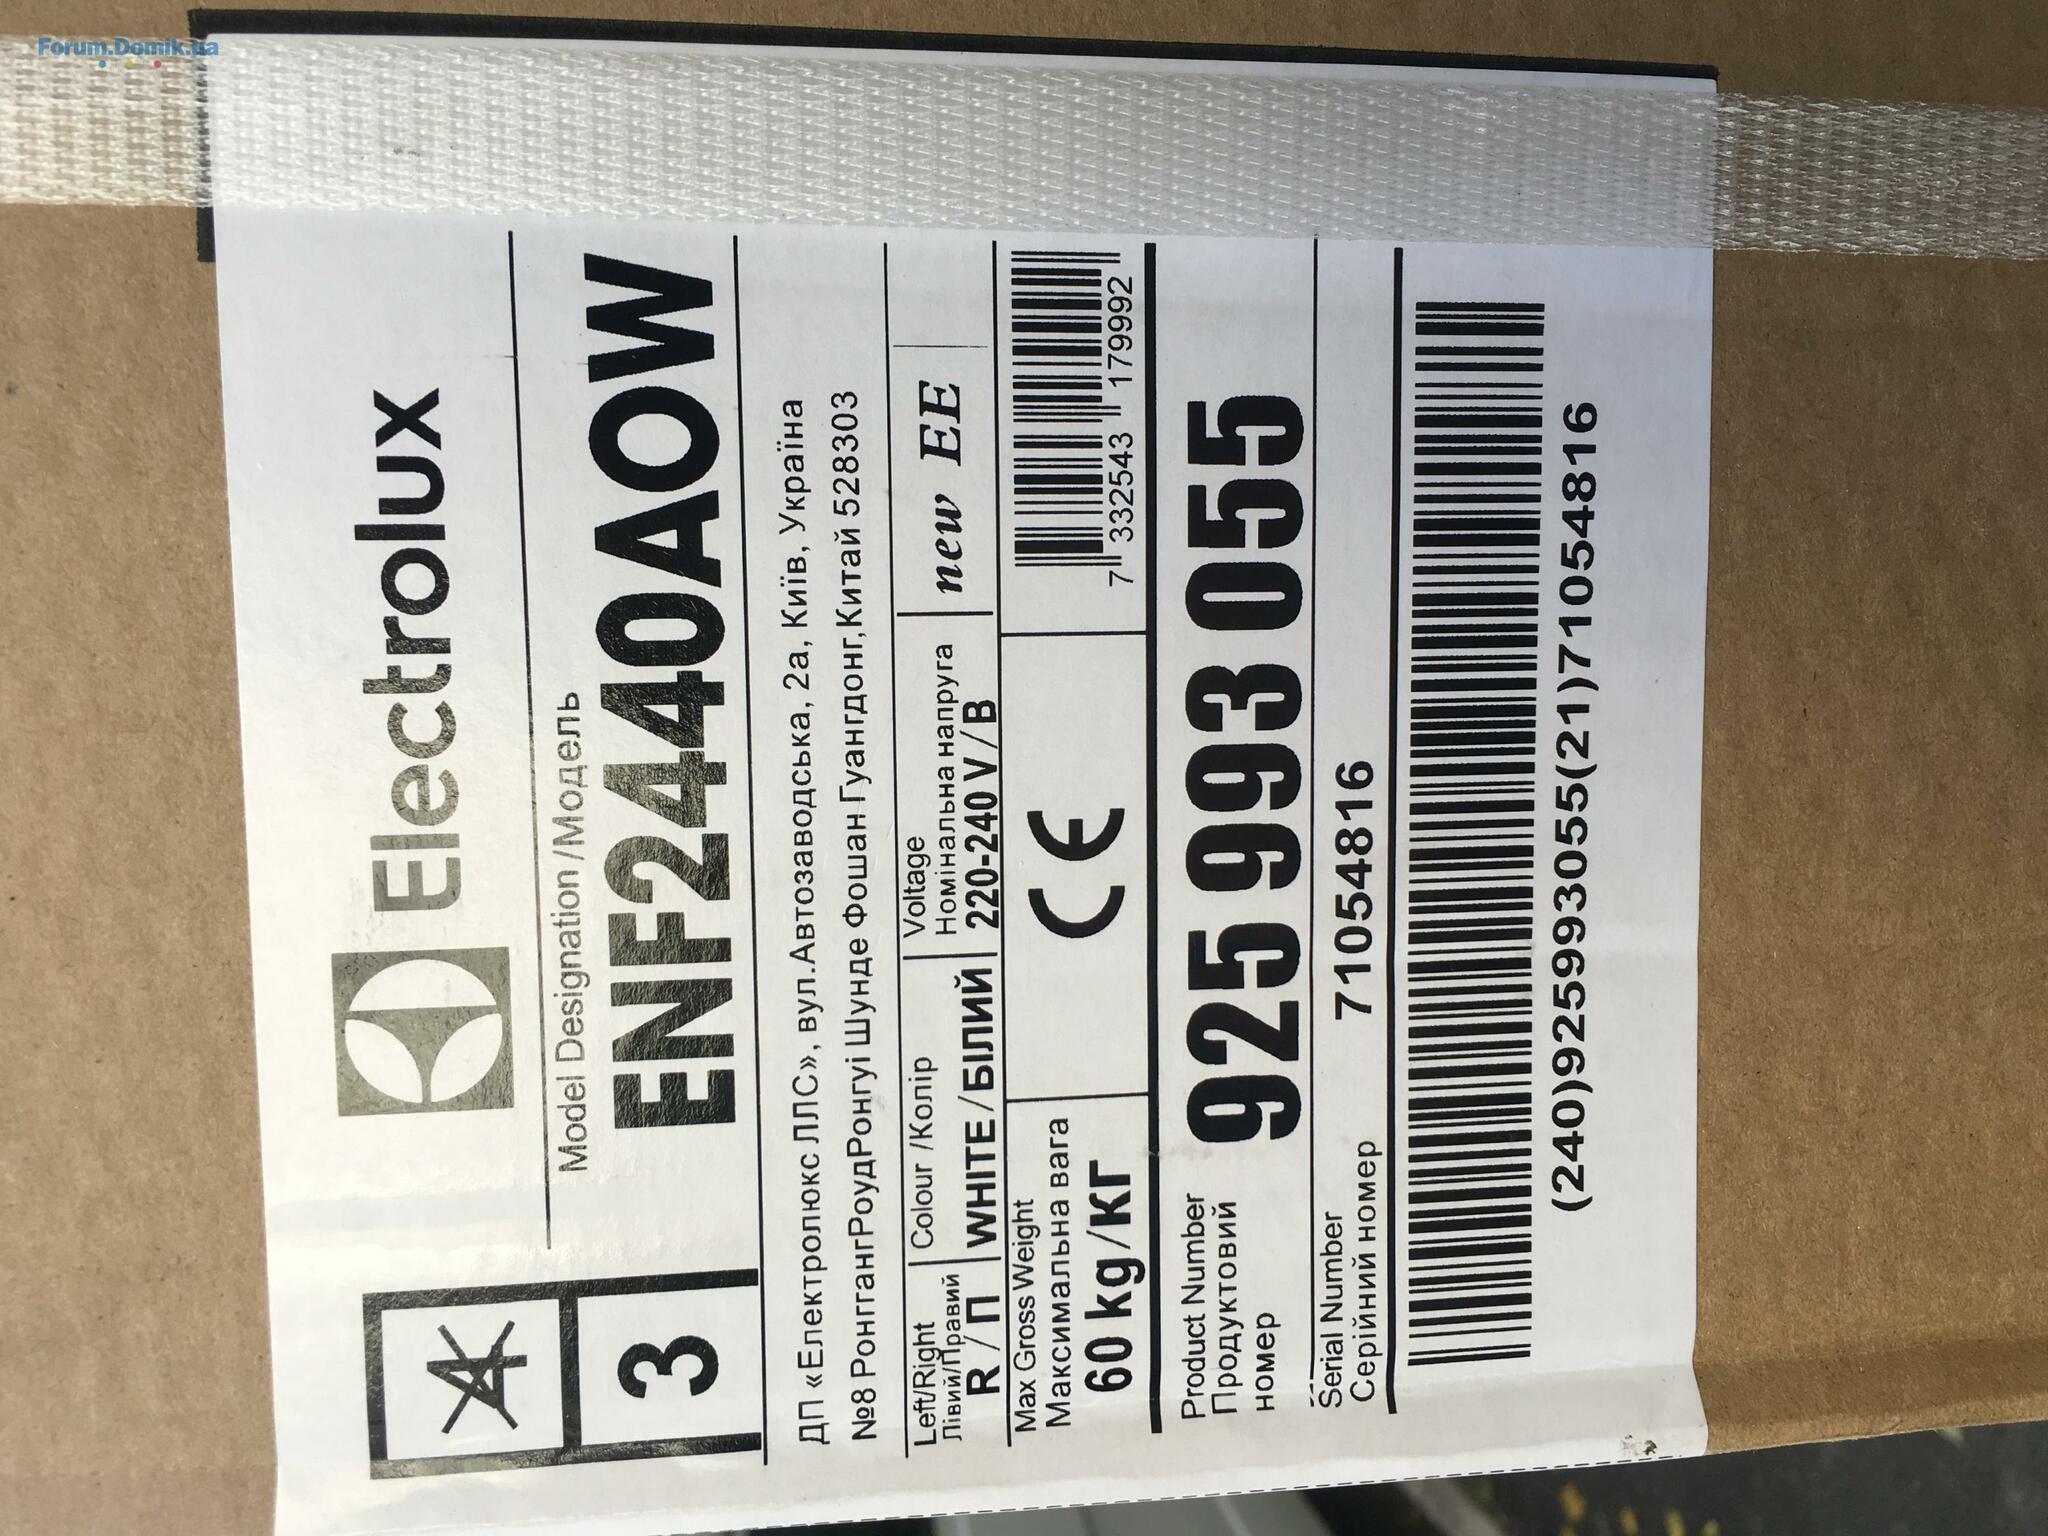 Forum.Domik.ua
Electrolux
Model Designation /Модель
ENF2440AOW
3
ДП «Електролюкс ЛЛС», вул.Автозаводська, 2а, Київ, Україна
№8 Ронгганг Роуд Ронгуі Шунде Фошан Гуангдонг,Китай 528303
Left/Right
Лівий/Правий
R / П
Colour /Колір
WHITE / БІЛИЙ
Voltage
Номінальна напруга
220-240 V / B
new EE
Max Gross Weight
Максимальна вага
60 kg/КГ
CE
7 332543 179992
Product Number
Продуктовий
номер
925 993 055
Serial Number
Серійний номер
71054816
(240)925993055(21)71054816